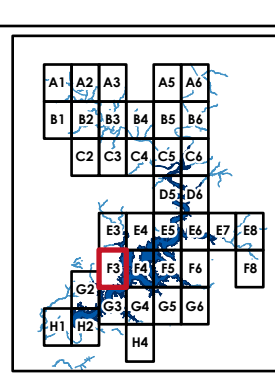 A1 A2 A3 A5 A6
B1 B2 B3 B4 B5 B6
C2 C3 C4 C5 C6
D5 D6
E3 E4 E5 E6 E7 E8
F3 F4 F5 F6 F8
G2
G3 G4 G5 G6
H1 H2
H4